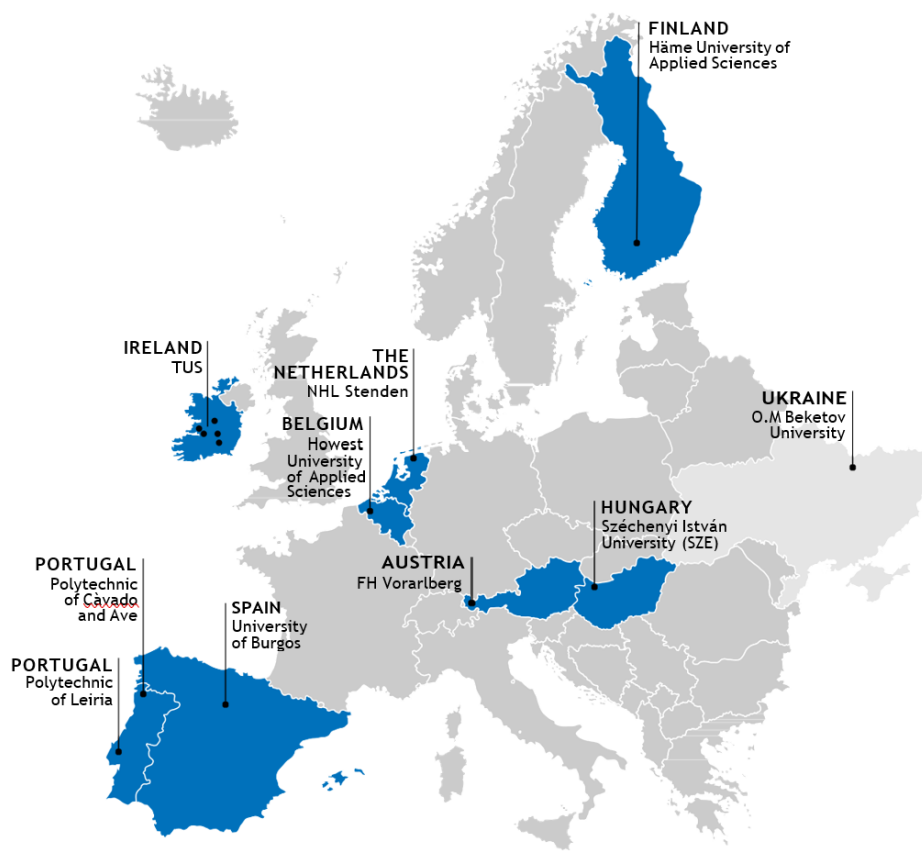 FINLAND
Häme University of
Applied Sciences
IRELAND
TUS
THE
NETHERLANDS
NHL Stenden
BELGIUM
Howest
University
of Applied
Sciences
UKRAINE
O.M Beketov
University
HUNGARY
Széchenyi István
University (SZE)
AUSTRIA
FH Vorarlberg
PORTUGAL
Polytechnic
of Càvado
and Ave
SPAIN
University
of Burgos
PORTUGAL
Polytechnic
of Leiria